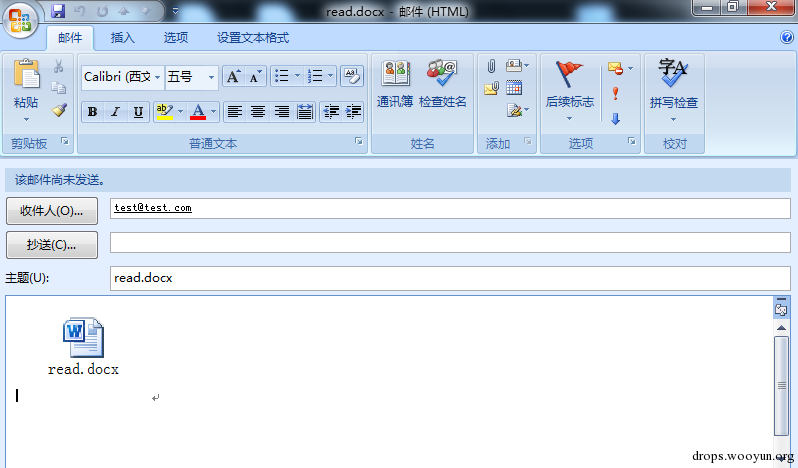 read.docx - 邮件 (HTML)
邮件 插入 选项 设置文本格式
Calibri (西文 五号 A A
粘贴 B I U ab A 通讯簿 检查姓名 后续标志 字A 拼写检查
剪贴板 普通文本 姓名 添加 选项 校对
该邮件尚未发送。
收件人(O)... test@test.com
抄送(C)...
主题(U): read.docx
W
read.docx
drops.wooyun.org